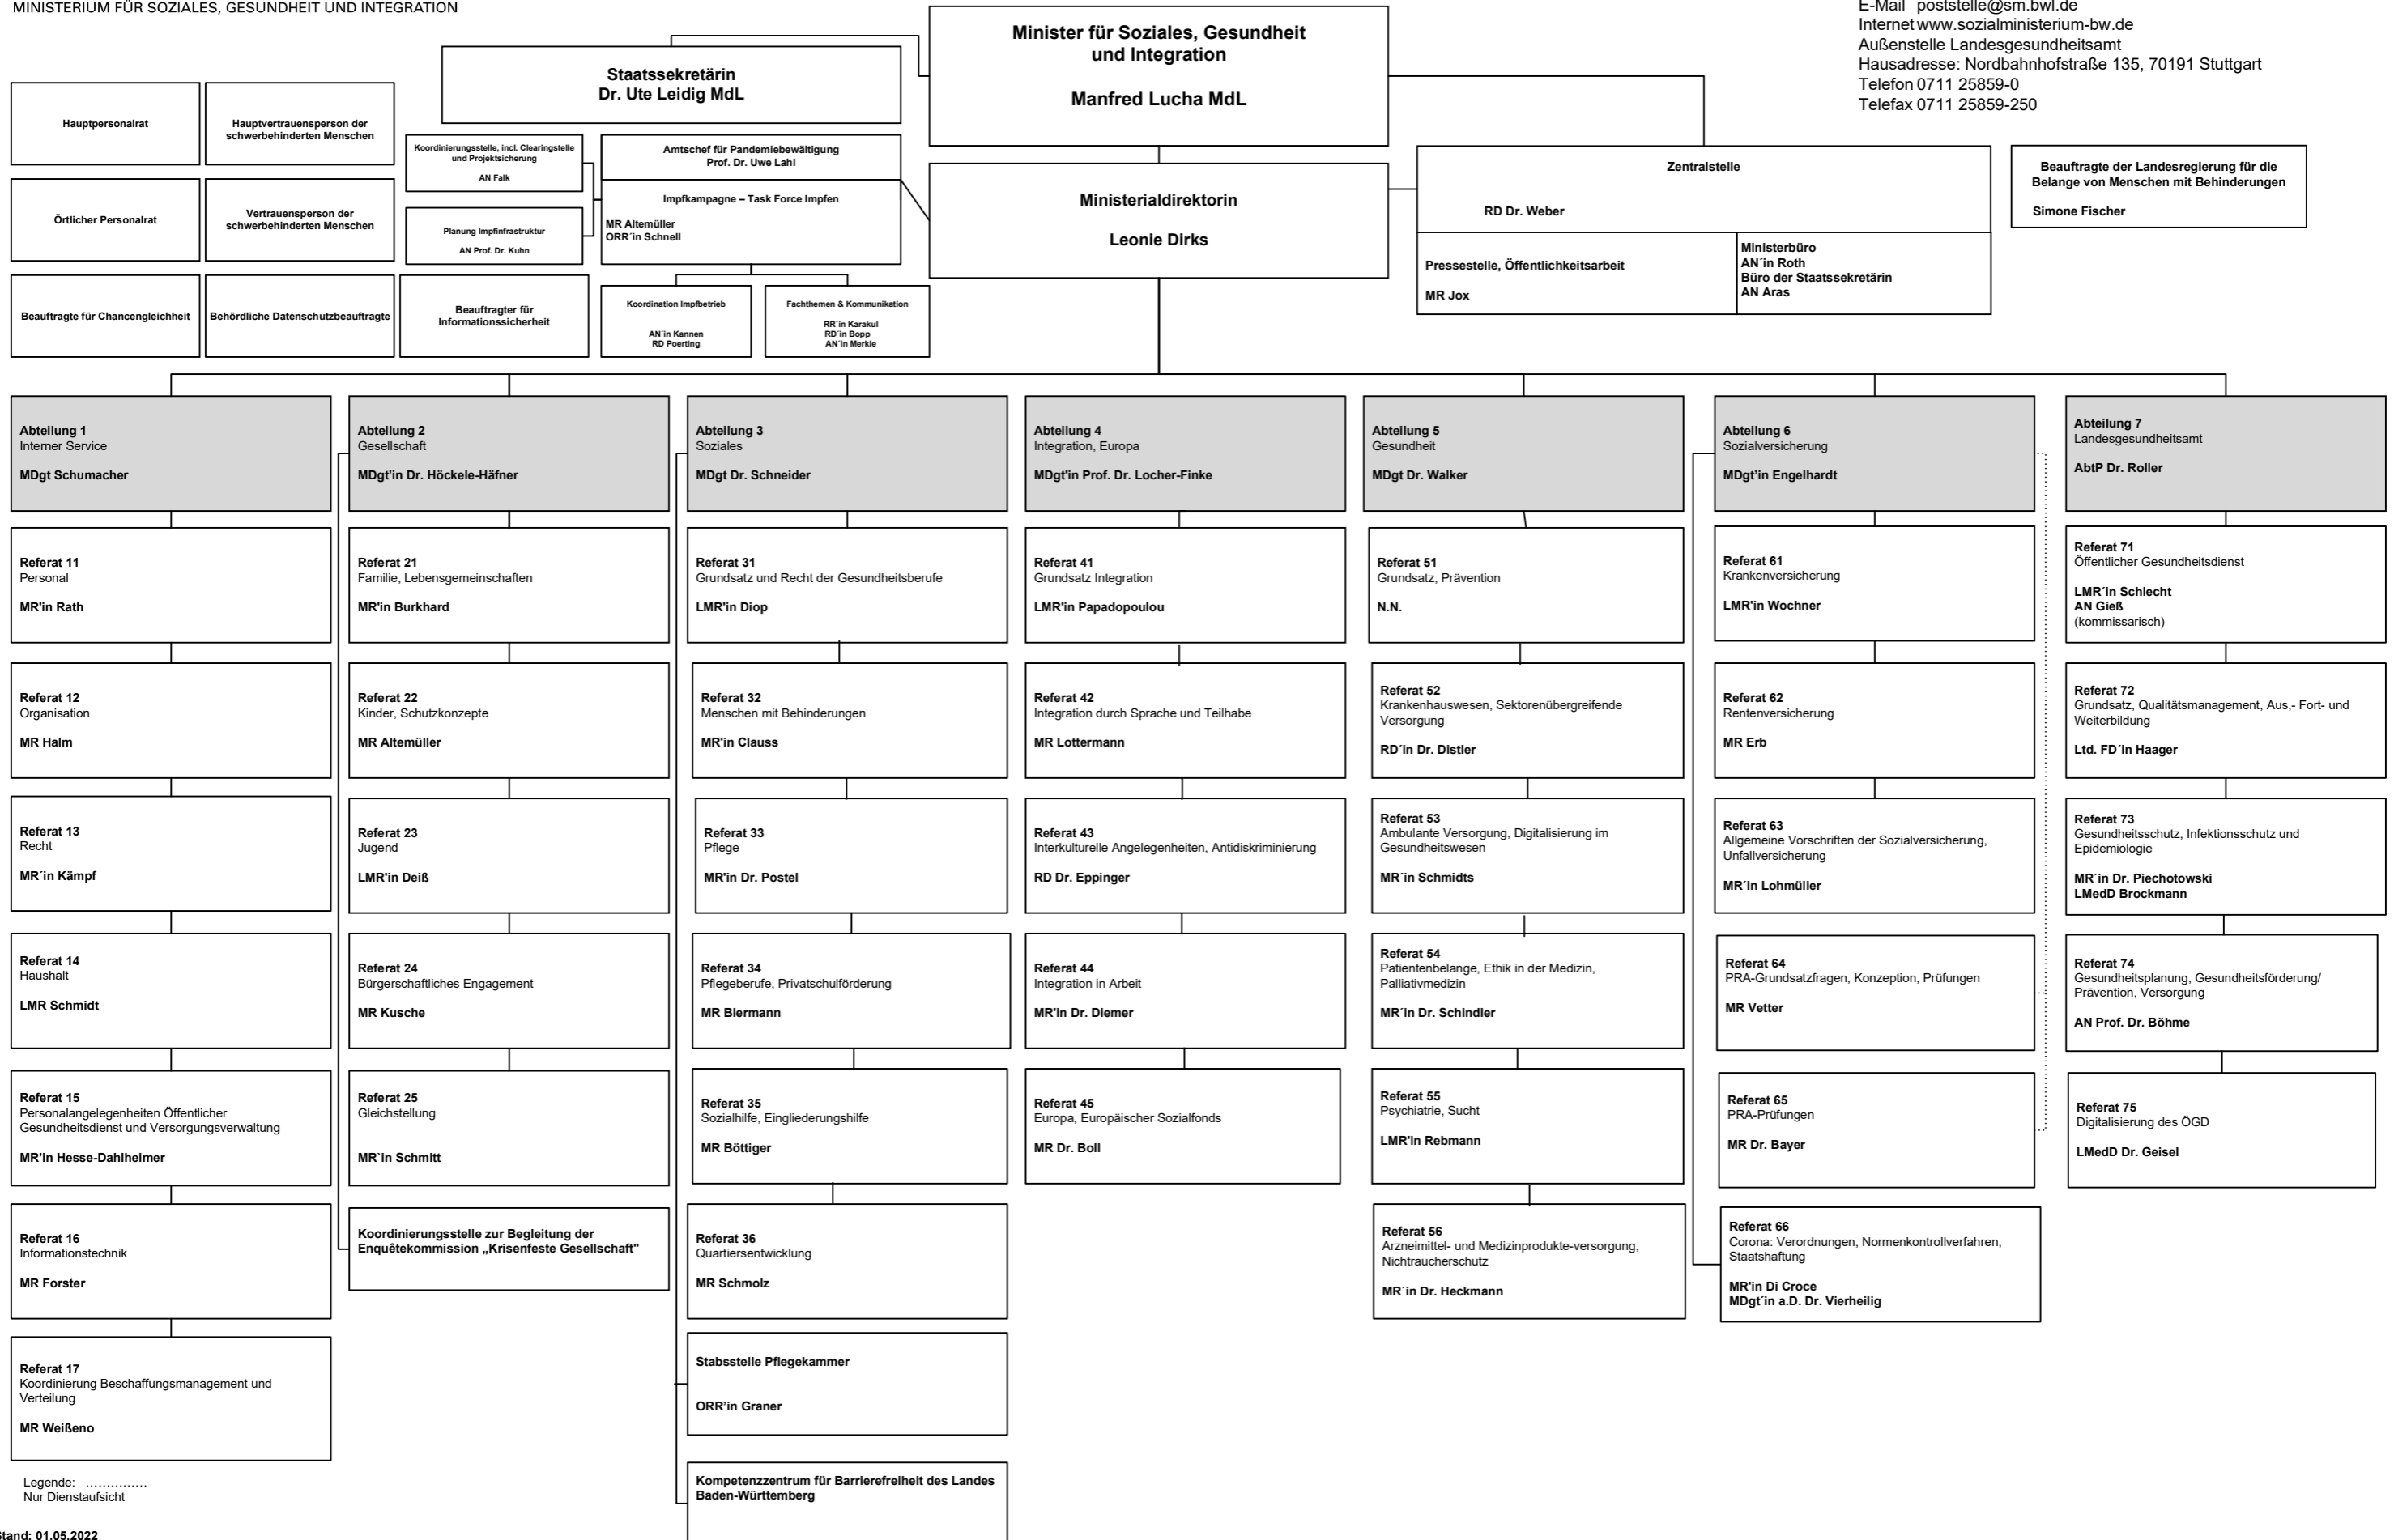 MINISTERIUM FÜR SOZIALES, GESUNDHEIT UND INTEGRATION
E-Mail poststelle@sm.bwl.de
Internet www.sozialministerium-bw.de
Außenstelle Landesgesundheitsamt
Hausadresse: Nordbahnhofstraße 135, 70191 Stuttgart
Telefon 0711 25859-0
Telefax 0711 25859-250
Minister für Soziales, Gesundheit
und Integration
Manfred Lucha MdL
Staatssekretärin
Dr. Ute Leidig MdL
Hauptpersonalrat
Hauptvertrauensperson der
schwerbehinderten Menschen
Örtlicher Personalrat
Vertrauensperson der
schwerbehinderten Menschen
Beauftragte für Chancengleichheit
Behördliche Datenschutzbeauftragte
Beauftragter für
Informationssicherheit
Koordinierungsstelle, incl. Clearingstelle
und Projektsicherung
AN Falk
Planung Impfinfrastruktur
AN Prof. Dr. Kuhn
Amtschef für Pandemiebewältigung
Prof. Dr. Uwe Lahl
Impfkampagne – Task Force Impfen
MR Altemüller
ORR´in Schnell
Koordination Impfbetrieb
AN´in Kannen
RD Poerting
Fachthemen & Kommunikation
RR´in Karakul
RD´in Bopp
AN´in Merkle
Ministerialdirektorin
Leonie Dirks
Zentralstelle
RD Dr. Weber
Pressestelle, Öffentlichkeitsarbeit
MR Jox
Ministerbüro
AN´in Roth
Büro der Staatssekretärin
AN Aras
Beauftragte der Landesregierung für die
Belange von Menschen mit Behinderungen
Simone Fischer
Abteilung 1
Interner Service
MDgt Schumacher
Referat 11
Personal
MR'in Rath
Referat 12
Organisation
MR Halm
Referat 13
Recht
MR´in Kämpf
Referat 14
Haushalt
LMR Schmidt
Referat 15
Personalangelegenheiten Öffentlicher
Gesundheitsdienst und Versorgungsverwaltung
MR’in Hesse-Dahlheimer
Referat 16
Informationstechnik
MR Forster
Referat 17
Koordinierung Beschaffungsmanagement und
Verteilung
MR Weißeno
Abteilung 2
Gesellschaft
MDgt’in Dr. Höckele-Häfner
Referat 21
Familie, Lebensgemeinschaften
MR'in Burkhard
Referat 22
Kinder, Schutzkonzepte
MR Altemüller
Referat 23
Jugend
LMR'in Deiß
Referat 24
Bürgerschaftliches Engagement
MR Kusche
Referat 25
Gleichstellung
MR`in Schmitt
Koordinierungsstelle zur Begleitung der
Enquêtekommission „Krisenfeste Gesellschaft"
Abteilung 3
Soziales
MDgt Dr. Schneider
Referat 31
Grundsatz und Recht der Gesundheitsberufe
LMR'in Diop
Referat 32
Menschen mit Behinderungen
MR'in Clauss
Referat 33
Pflege
MR'in Dr. Postel
Referat 34
Pflegeberufe, Privatschulförderung
MR Biermann
Referat 35
Sozialhilfe, Eingliederungshilfe
MR Böttiger
Referat 36
Quartiersentwicklung
MR Schmolz
Stabsstelle Pflegekammer
ORR’in Graner
Kompetenzzentrum für Barrierefreiheit des Landes
Baden-Württemberg
Abteilung 4
Integration, Europa
MDgt'in Prof. Dr. Locher-Finke
Referat 41
Grundsatz Integration
LMR'in Papadopoulou
Referat 42
Integration durch Sprache und Teilhabe
MR Lottermann
Referat 43
Interkulturelle Angelegenheiten, Antidiskriminierung
RD Dr. Eppinger
Referat 44
Integration in Arbeit
MR'in Dr. Diemer
Referat 45
Europa, Europäischer Sozialfonds
MR Dr. Boll
Abteilung 5
Gesundheit
MDgt Dr. Walker
Referat 51
Grundsatz, Prävention
N.N.
Referat 52
Krankenhauswesen, Sektorenübergreifende
Versorgung
RD´in Dr. Distler
Referat 53
Ambulante Versorgung, Digitalisierung im
Gesundheitswesen
MR´in Schmidts
Referat 54
Patientenbelange, Ethik in der Medizin,
Palliativmedizin
MR´in Dr. Schindler
Referat 55
Psychiatrie, Sucht
LMR'in Rebmann
Referat 56
Arzneimittel- und Medizinprodukte-versorgung,
Nichtraucherschutz
MR´in Dr. Heckmann
Abteilung 6
Sozialversicherung
MDgt’in Engelhardt
Referat 61
Krankenversicherung
LMR'in Wochner
Referat 62
Rentenversicherung
MR Erb
Referat 63
Allgemeine Vorschriften der Sozialversicherung,
Unfallversicherung
MR´in Lohmüller
Referat 64
PRA-Grundsatzfragen, Konzeption, Prüfungen
MR Vetter
Referat 65
PRA-Prüfungen
MR Dr. Bayer
Referat 66
Corona: Verordnungen, Normenkontrollverfahren,
Staatshaftung
MR'in Di Croce
MDgt´in a.D. Dr. Vierheilig
Abteilung 7
Landesgesundheitsamt
AbtP Dr. Roller
Referat 71
Öffentlicher Gesundheitsdienst
LMR´in Schlecht
AN Gieß
(kommissarisch)
Referat 72
Grundsatz, Qualitätsmanagement, Aus,- Fort- und
Weiterbildung
Ltd. FD´in Haager
Referat 73
Gesundheitsschutz, Infektionsschutz und
Epidemiologie
MR´in Dr. Piechotowski
LMedD Brockmann
Referat 74
Gesundheitsplanung, Gesundheitsförderung/
Prävention, Versorgung
AN Prof. Dr. Böhme
Referat 75
Digitalisierung des ÖGD
LMedD Dr. Geisel
Legende: ...............
Nur Dienstaufsicht
Stand: 01.05.2022